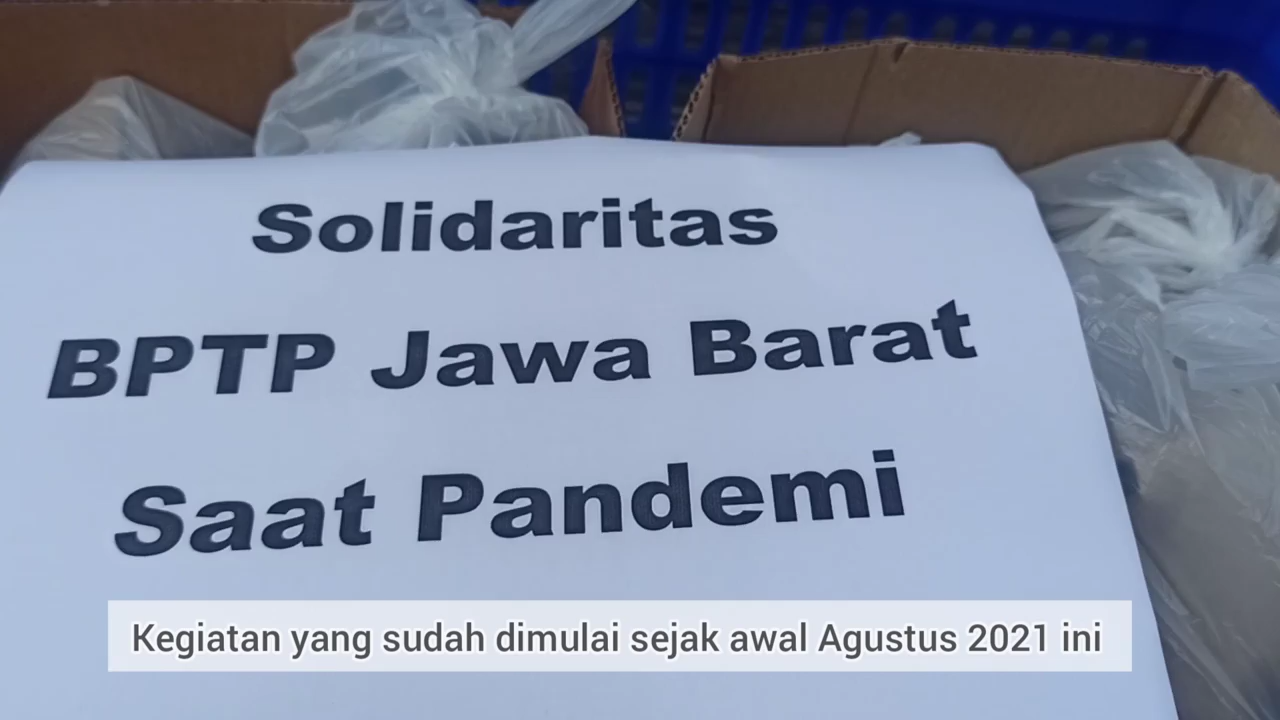 Solidaritas
BPTP Jawa Barat
Saat Pandemi
Kegiatan yang sudah dimulai sejak awal Agustus 2021 ini